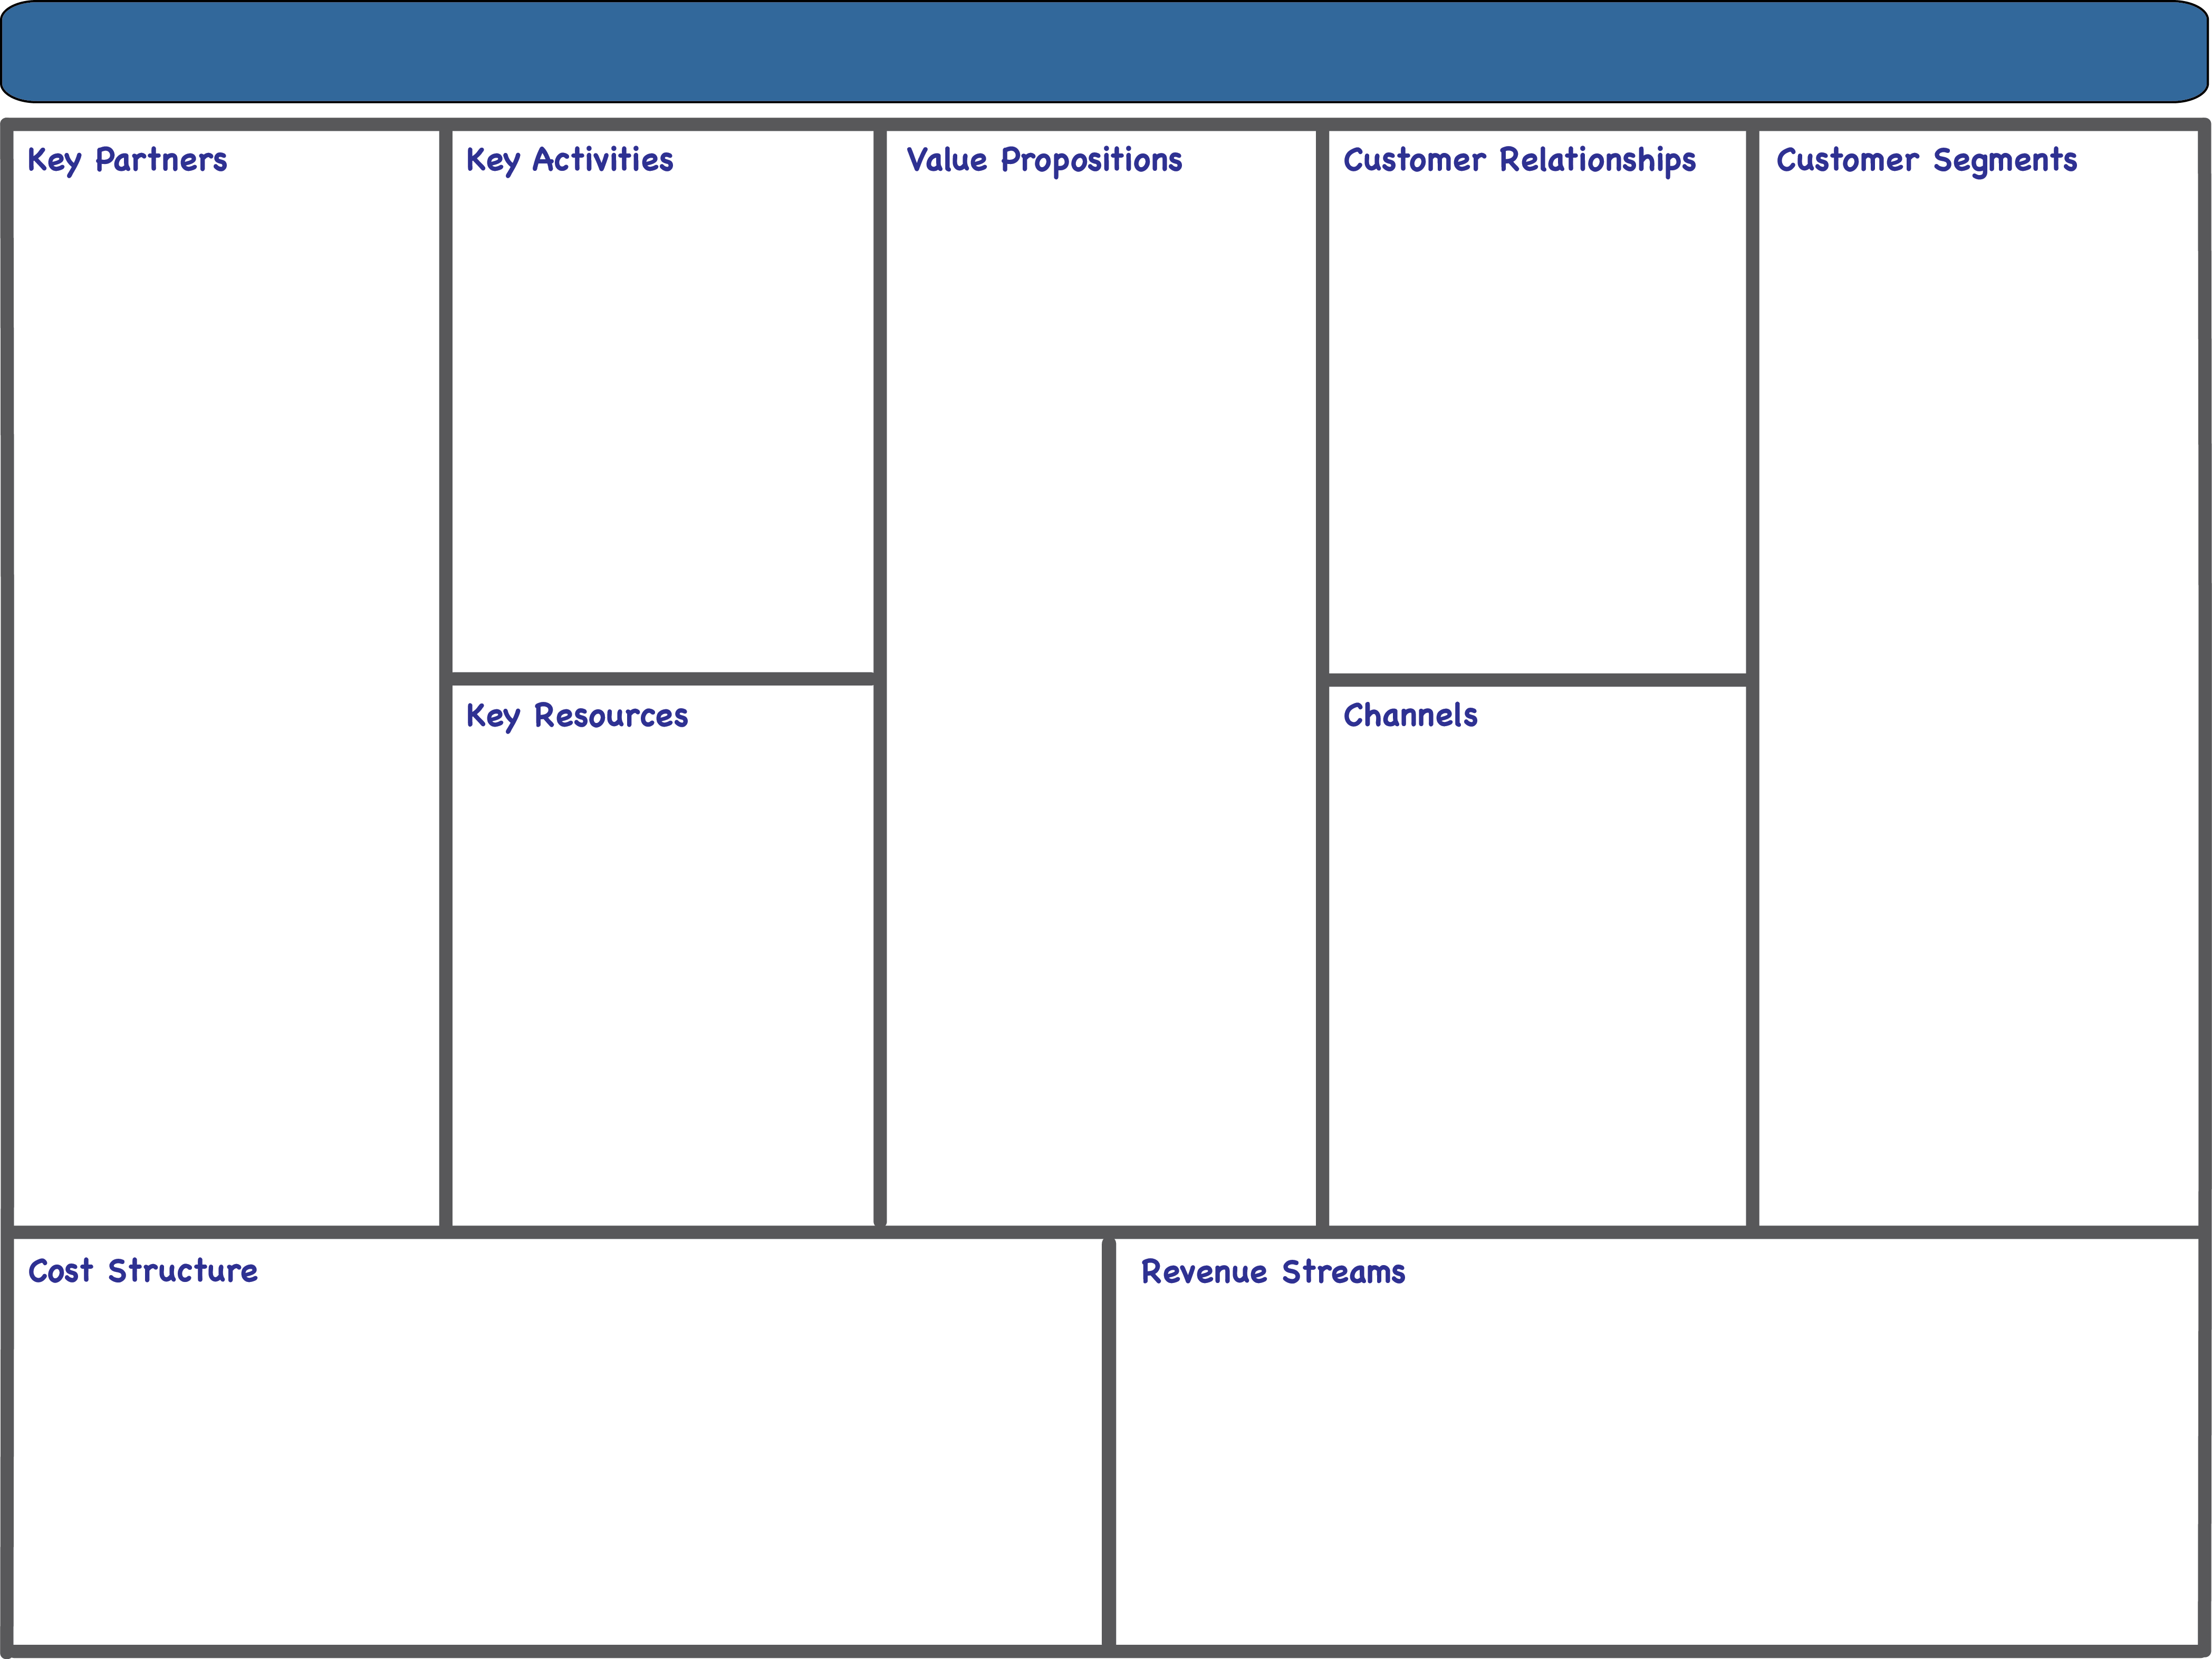 Key Partners
Key Activities
Value Propositions
Customer Relationships
Customer Segments
Key Resources
Channels
Cost Structure
Revenue Streams